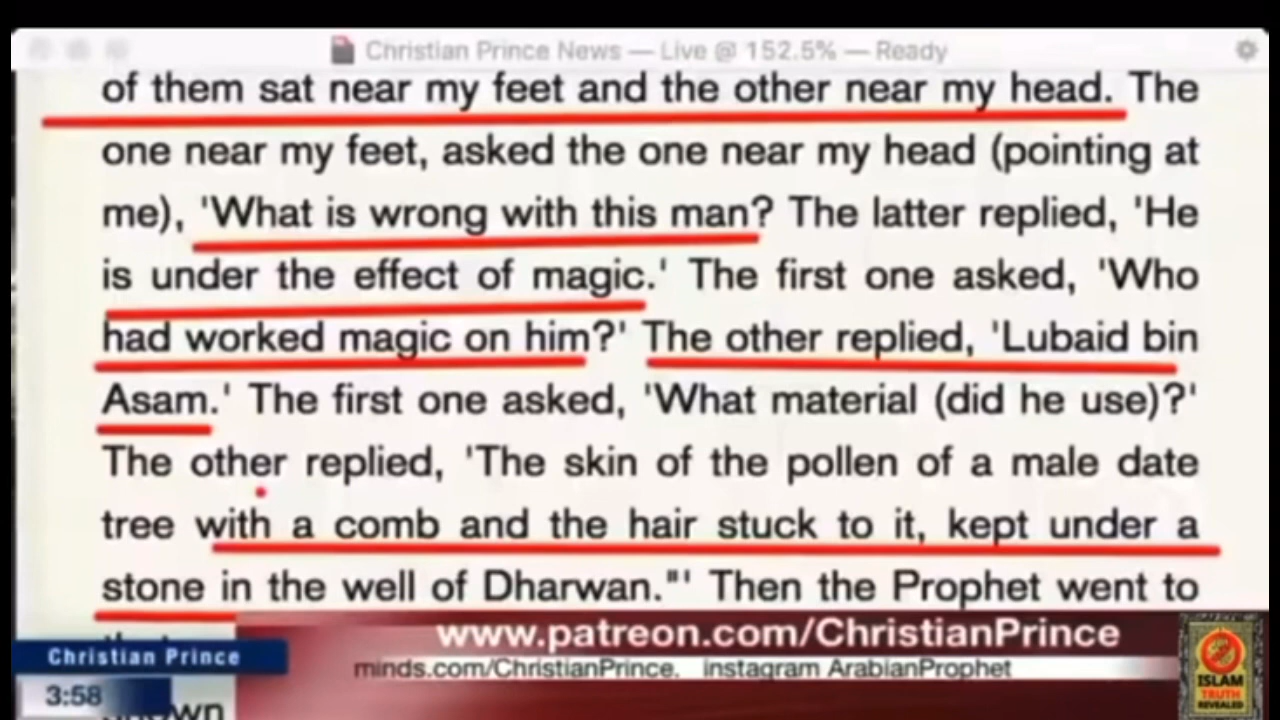 Christian Prince News — Live @ 152.5% — Ready
of them sat near my feet and the other near my head. The
one near my feet, asked the one near my head (pointing at
me), 'What is wrong with this man? The latter replied, 'He
is under the effect of magic.' The first one asked, 'Who
had worked magic on him?' The other replied, 'Lubaid bin
Asam.' The first one asked, 'What material (did he use)?'
The other replied, 'The skin of the pollen of a male date
tree with a comb and the hair stuck to it, kept under a
stone in the well of Dharwan."' Then the Prophet went to
www.patreon.com/ChristianPrince
Christian Prince
minds.com/ChristianPrince. instagram ArabianProphet
3:58
ISLAM
TRUTH
REVEALED